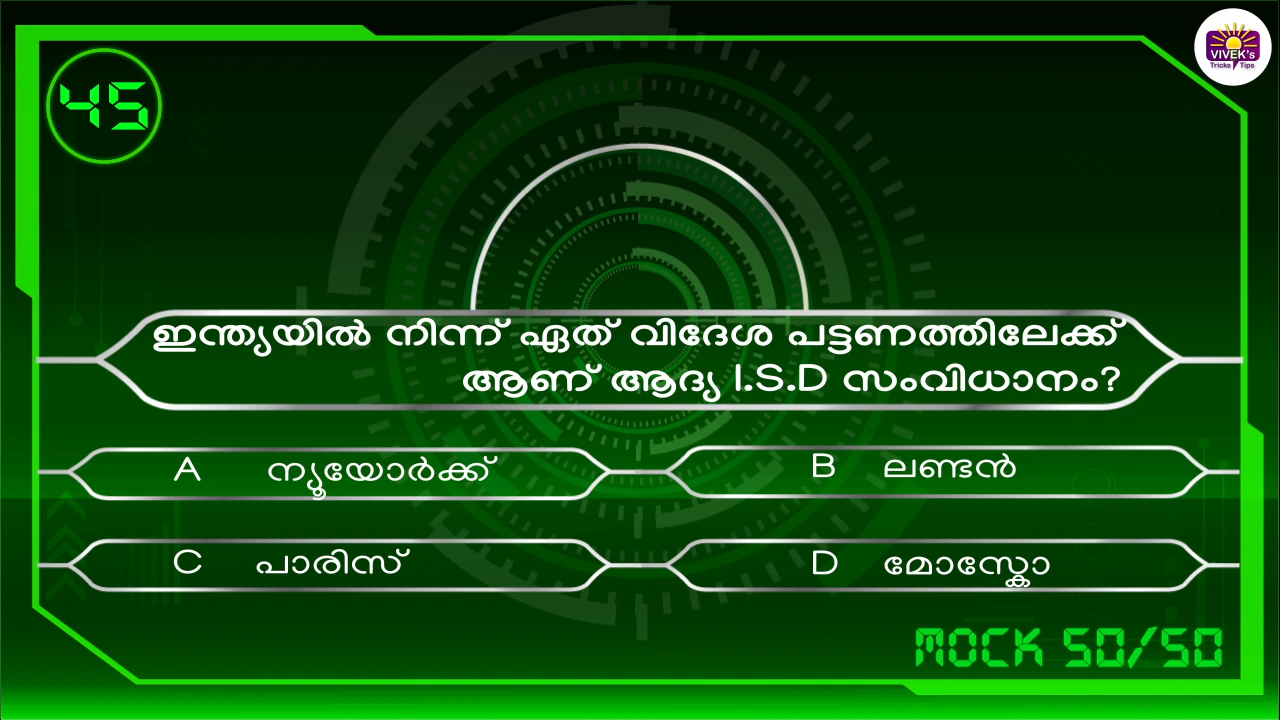 VIVEK's
Tricks Tips
45
ഇന്ത്യയിൽ നിന്ന് ഏത് വിദേശ പട്ടണത്തിലേക്ക്
ആണ് ആദ്യ I.S.D സംവിധാനം?
A ന്യൂയോർക്ക്
B ലണ്ടൻ
C പാരിസ്
D മോസ്കോ
MOCK 50/50